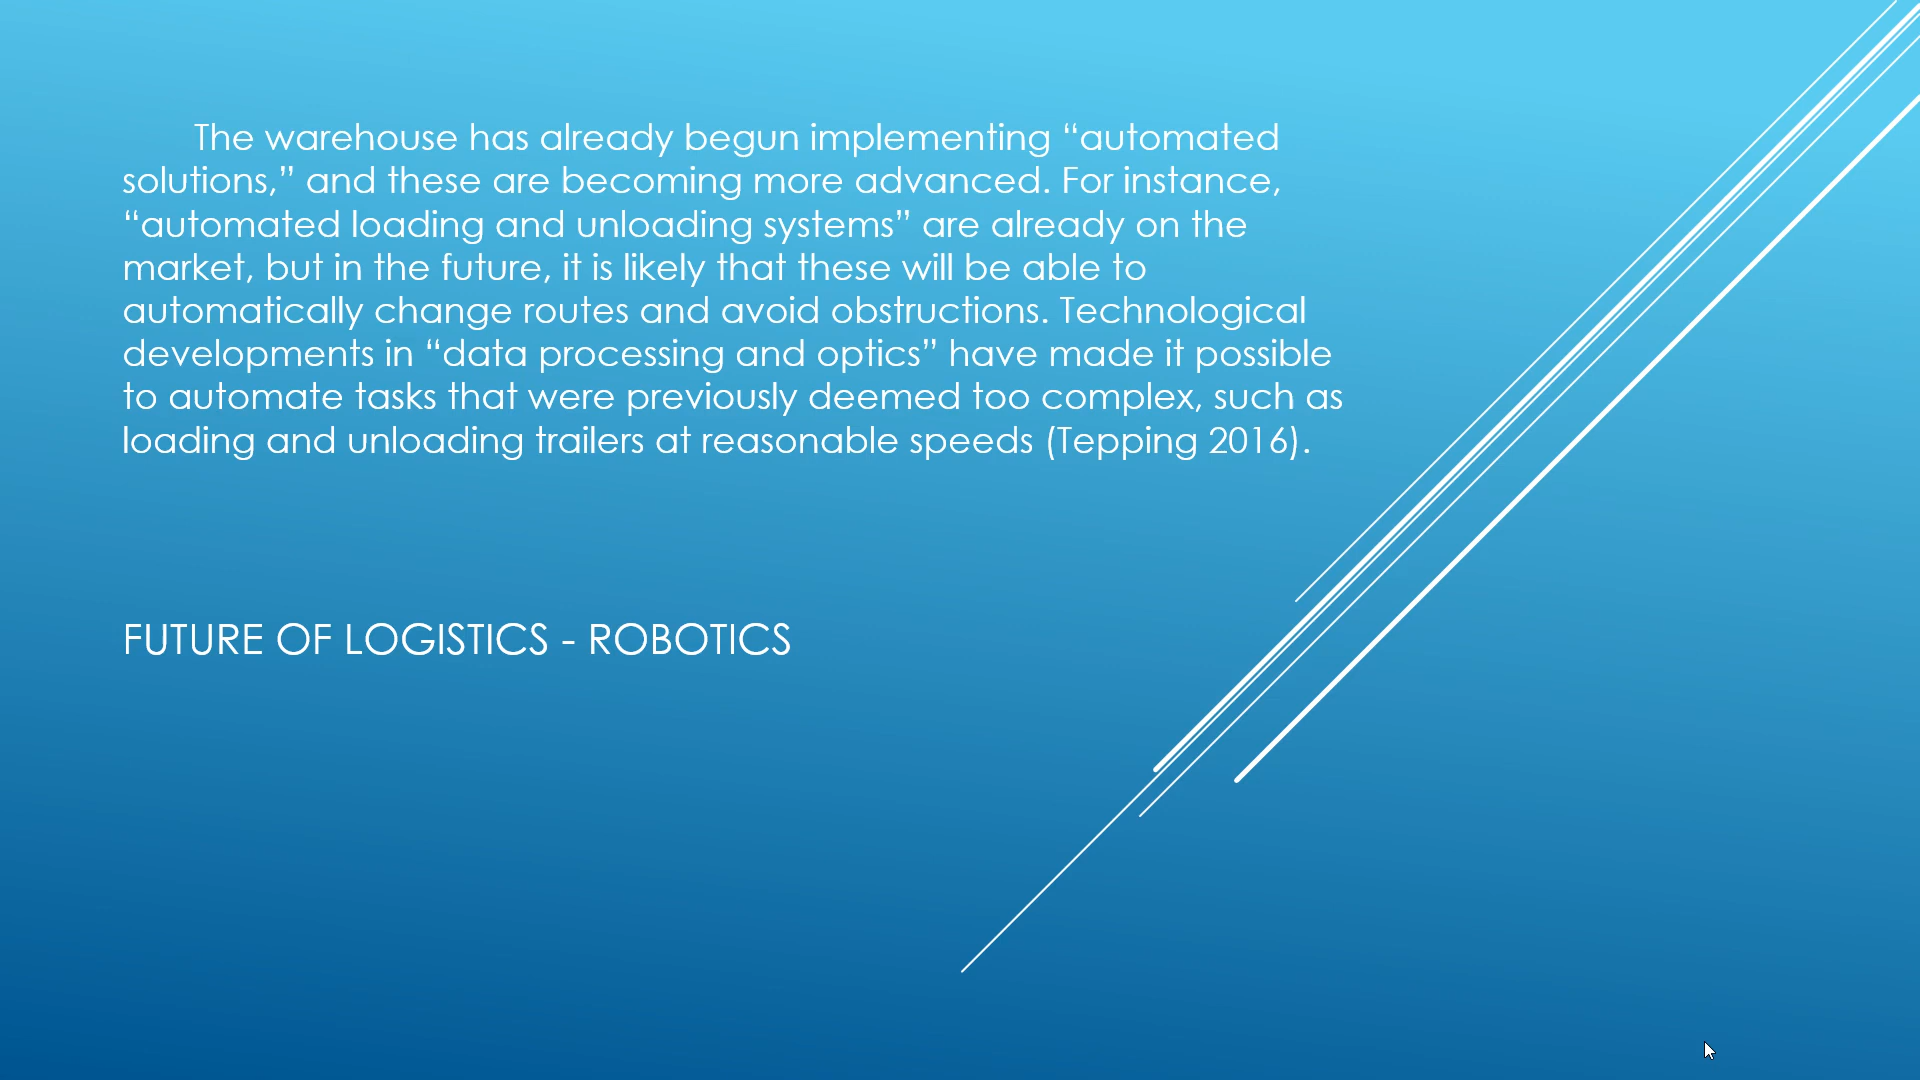 The warehouse has already begun implementing “automated
solutions,” and these are becoming more advanced. For instance,
“automated loading and unloading systems” are already on the
market, but in the future, it is likely that these will be able to
automatically change routes and avoid obstructions. Technological
developments in “data processing and optics” have made it possible
to automate tasks that were previously deemed too complex, such as
loading and unloading trailers at reasonable speeds (Tepping 2016).
FUTURE OF LOGISTICS - ROBOTICS